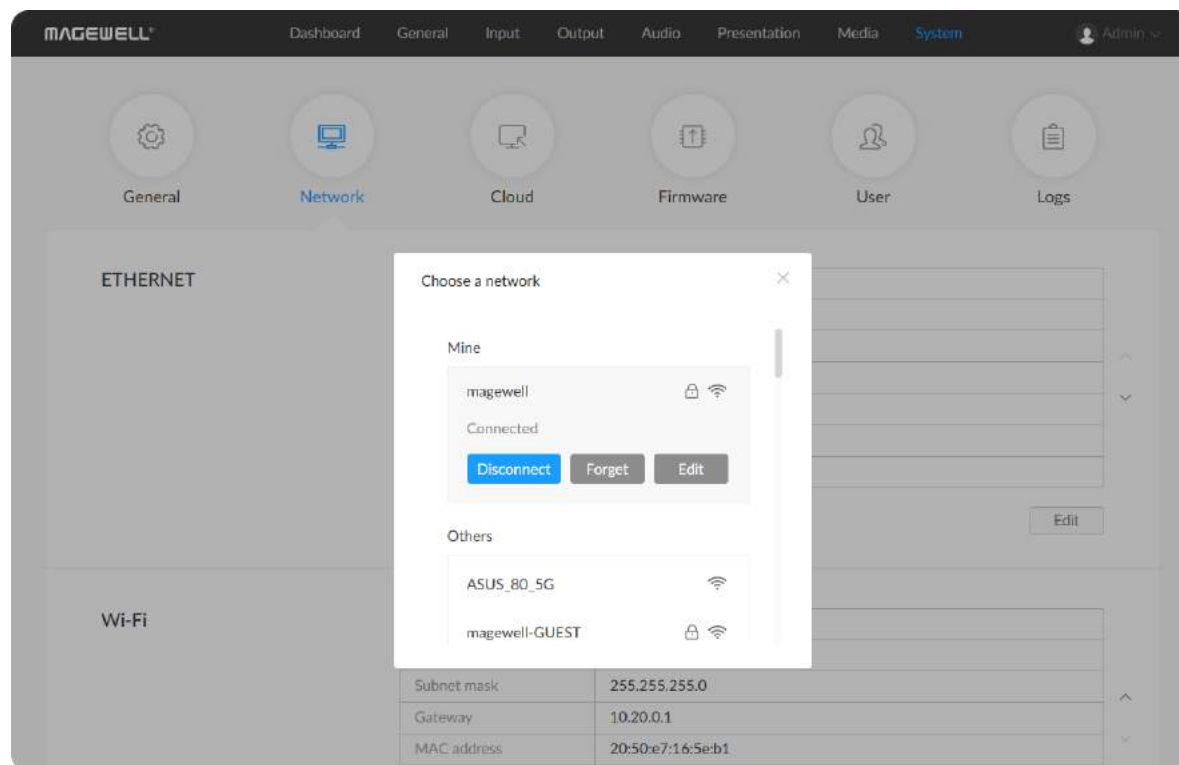 MAGEWELL® Dashboard General Input Output Audio Presentation Media System Admin
General Network Cloud Firmware User Logs
ETHERNET
Choose a network
Mine
magewell
Connected
Disconnect Forget Edit
Edit
Others
ASUS_80_5G
Wi-Fi
magewell-GUEST
Subnet mask 255.255.255.0
Gateway 10.20.0.1
MAC address 20:50:e7:16:5e:b1